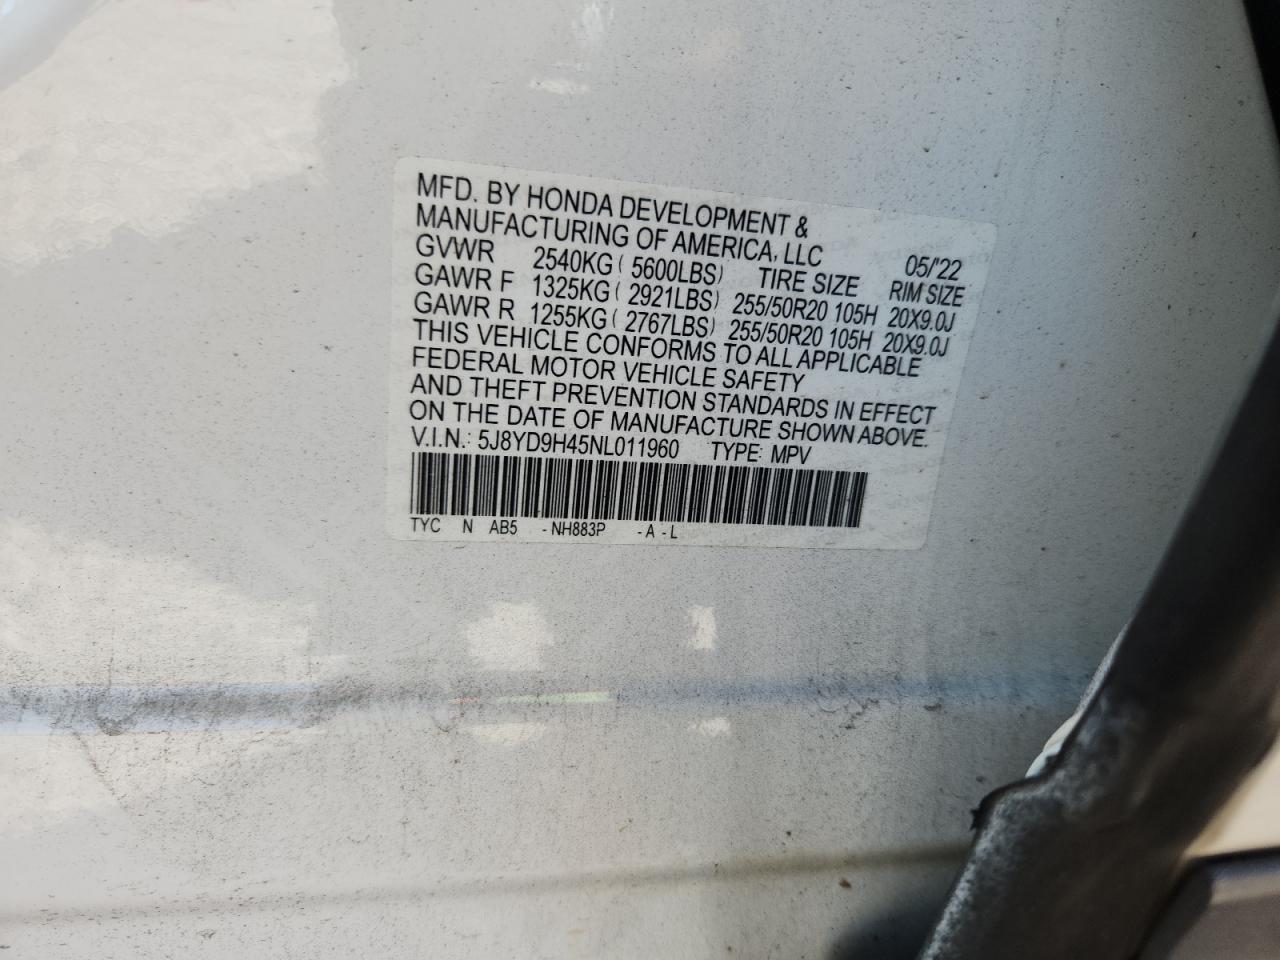 MFD. BY HONDA DEVELOPMENT &
MANUFACTURING OF AMERICA, LLC 05/'22
GVWR 2540KG ( 5600LBS) TIRE SIZE RIM SIZE
GAWR F 1325KG ( 2921LBS) 255/50R20 105H 20X9.0J
GAWR R 1255KG ( 2767LBS) 255/50R20 105H 20X9.0J
THIS VEHICLE CONFORMS TO ALL APPLICABLE
FEDERAL MOTOR VEHICLE SAFETY
AND THEFT PREVENTION STANDARDS IN EFFECT
ON THE DATE OF MANUFACTURE SHOWN ABOVE.
V.I.N.: 5J8YD9H45NL011960 TYPE: MPV
TYC N AB5 - NH883P - A - L